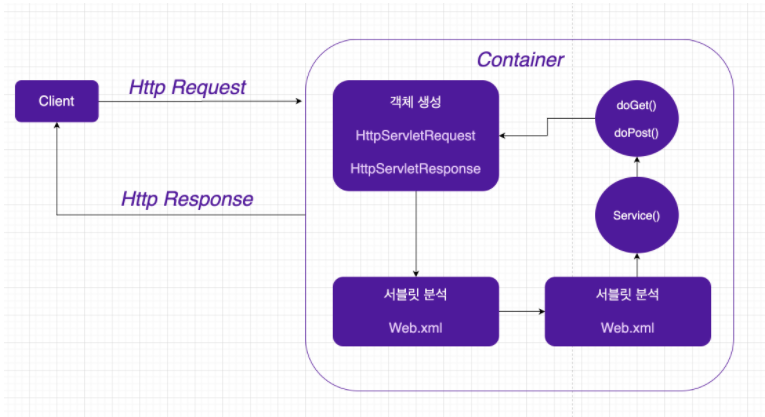 Container
Http Request
Client
객체 생성
HttpServletRequest
HttpServletResponse
doGet()
doPost()
Http Response
Service()
서블릿 분석
Web.xml
서블릿 분석
Web.xml